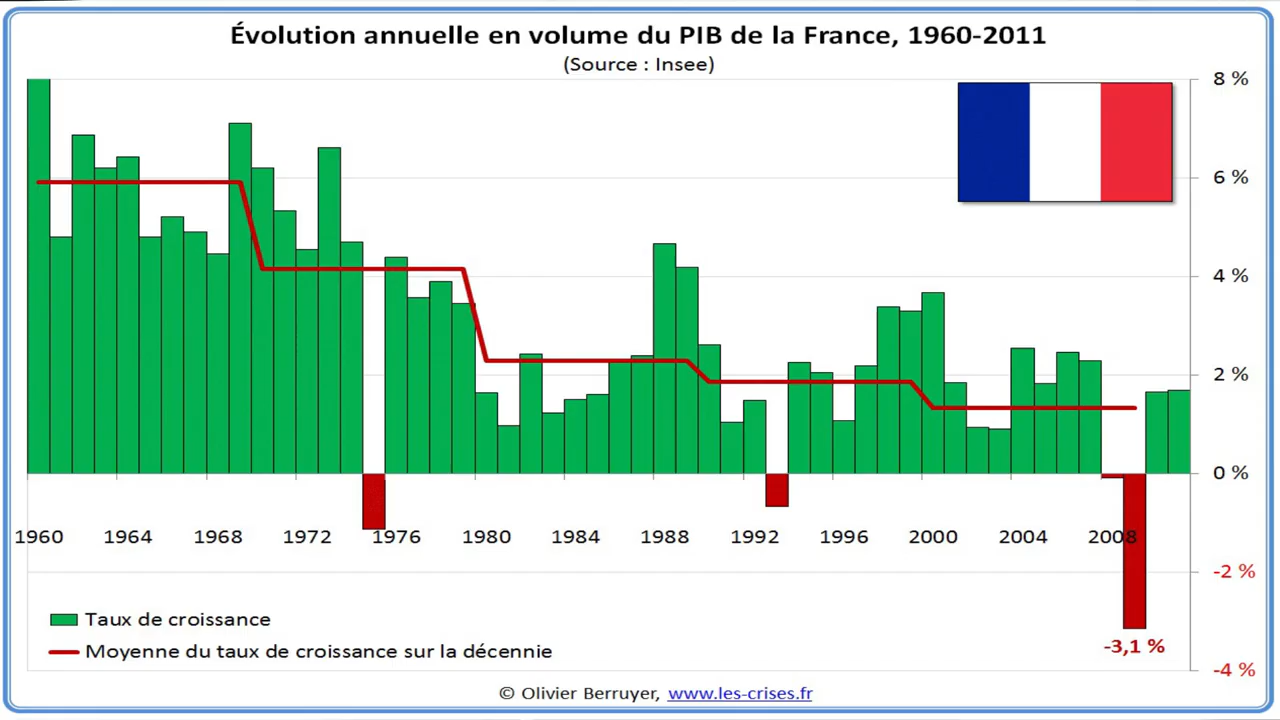 Évolution annuelle en volume du PIB de la France, 1960-2011
(Source : Insee)
8 %
6 %
4 %
2 %
0 %
1960 1964 1968 1972 1976 1980 1984 1988 1992 1996 2000 2004 2008
-2 %
Taux de croissance
-3,1 %
Moyenne du taux de croissance sur la décennie
-4 %
© Olivier Berruyer, www.les-crises.fr